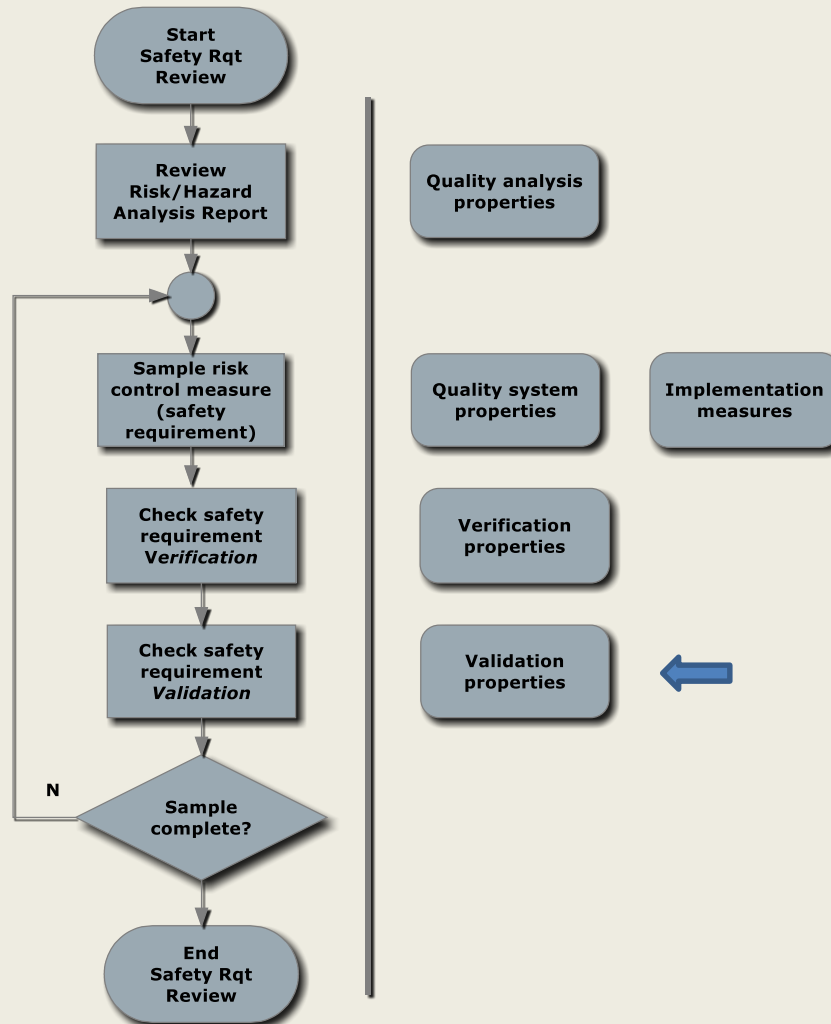 Start
Safety Rqt
Review
Review
Risk/Hazard
Analysis Report
Quality analysis
properties
Sample risk
control measure
(safety
requirement)
Quality system
properties
Implementation
measures
Check safety
requirement
Verification
Verification
properties
Check safety
requirement
Validation
Validation
properties
N
Sample
complete?
End
Safety Rqt
Review